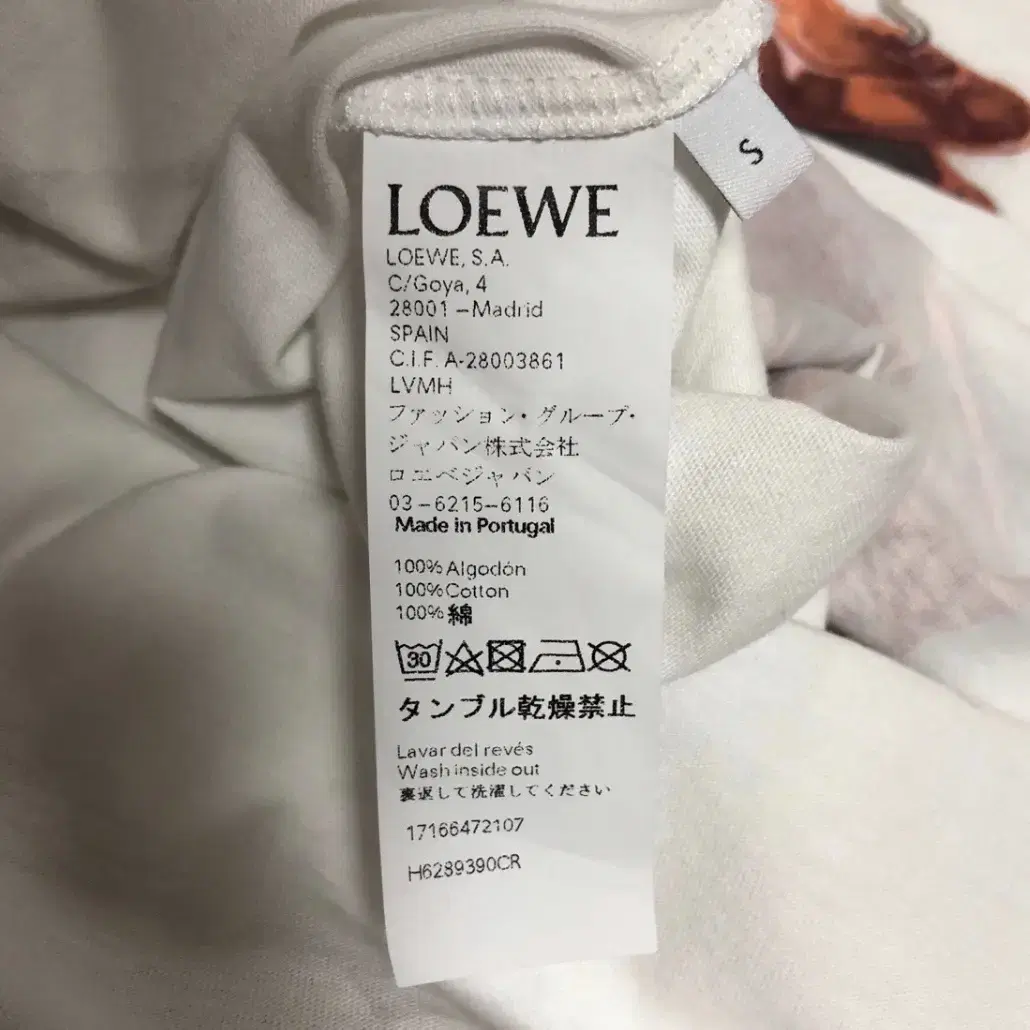 S
LOEWE
LOEWE, S.A.
C/Goya, 4
28001 –Madrid
SPAIN
C.I.F. A-28003861
LVMH
ファッション・グループ・
ジャパン株式会社
ロエベジャパン
03–6215–6116
Made in Portugal
100% Algodón
100% Cotton
100% 綿
30
タンブル乾燥禁止
Lavar del revés
Wash inside out
裏返して洗濯してください
17166472107
H6289390CR